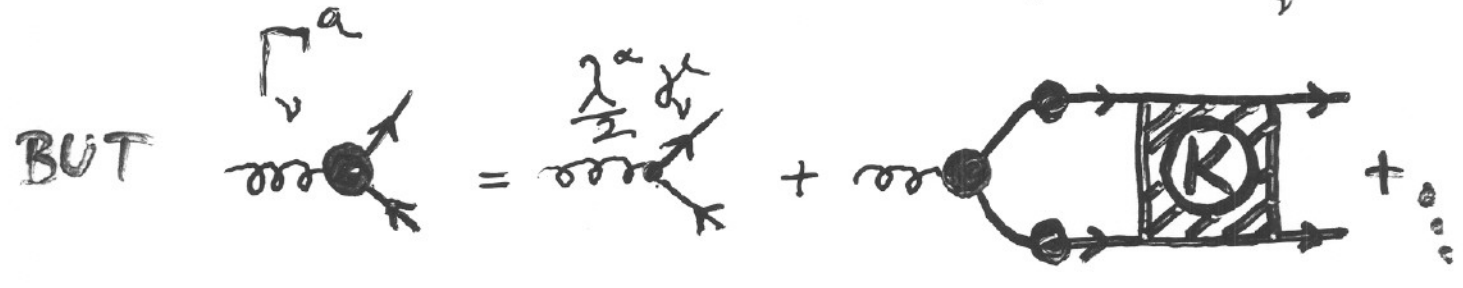 BUT Γ^a_ν = λ^α/2 γ_ν + K + ...